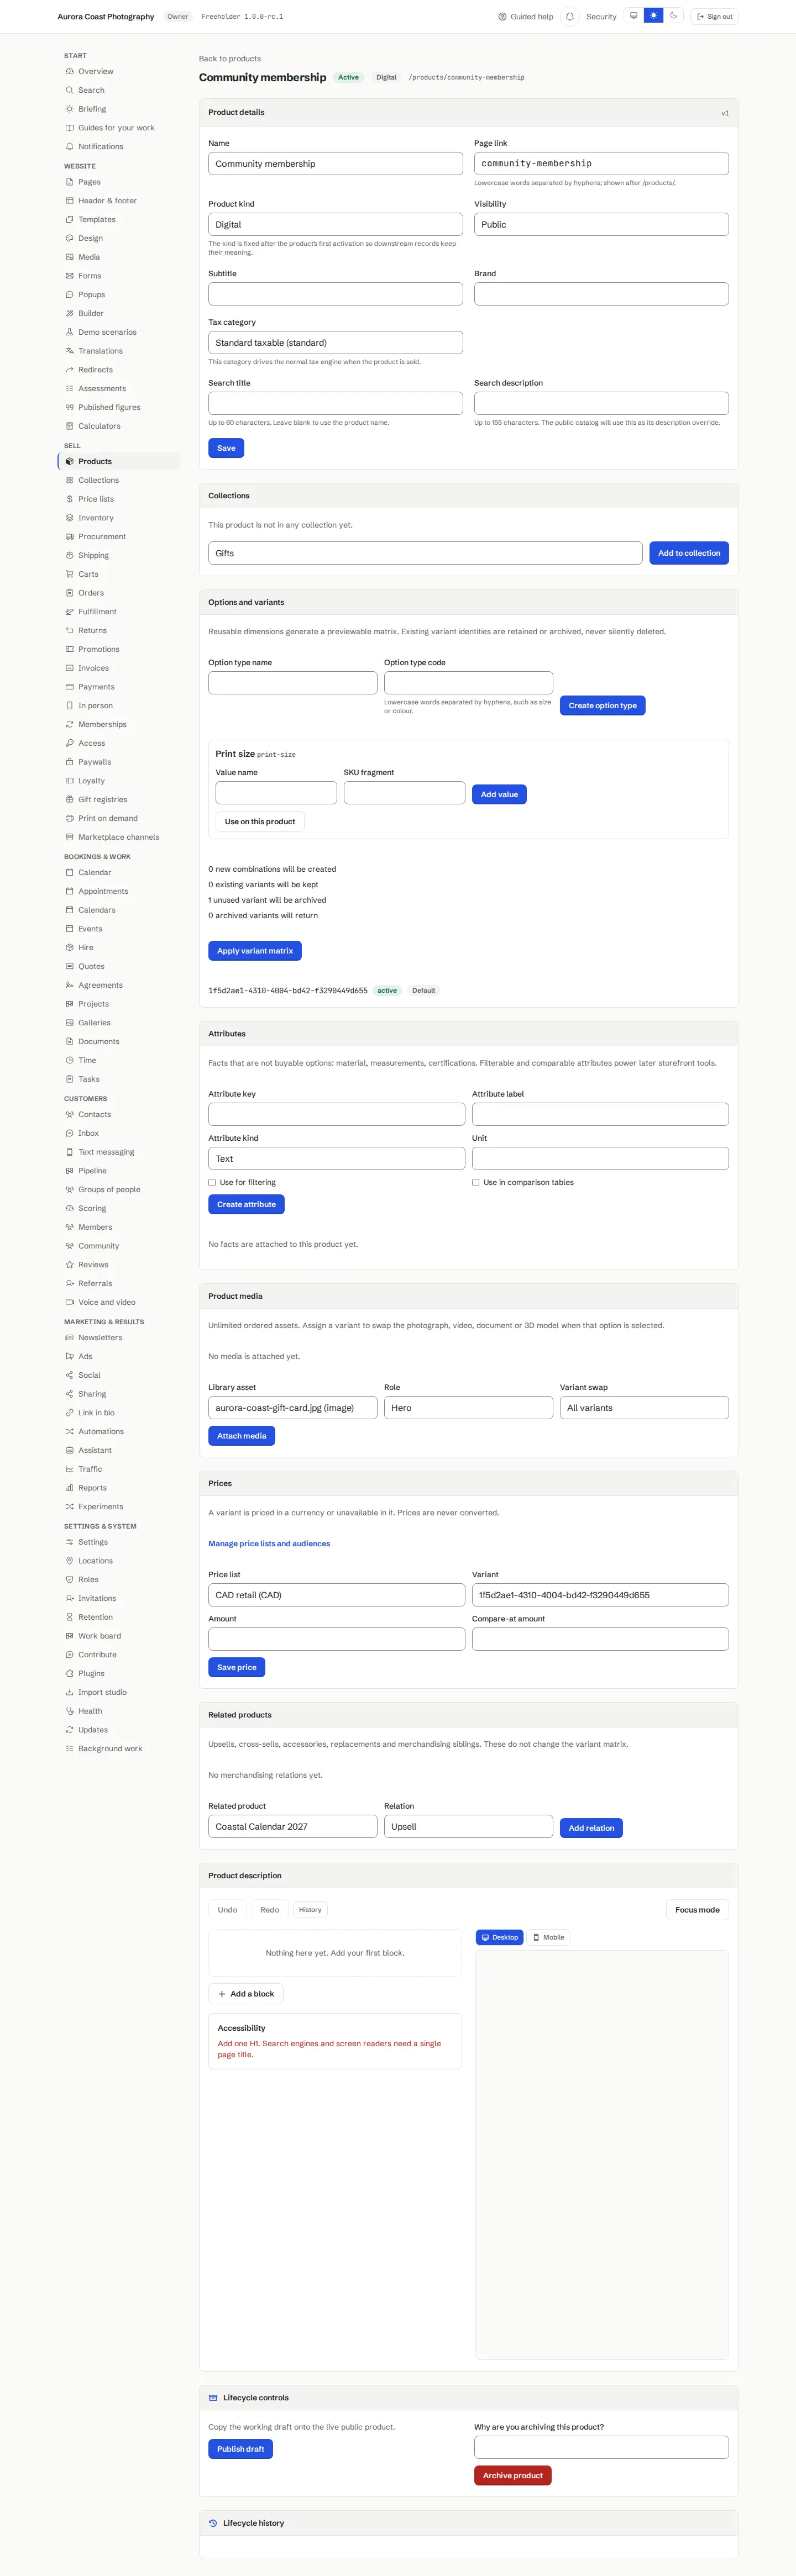 Aurora Coast Photography Owner Freeholder 1.0.0-rc.1 Guided help Security Sign out
START
Overview
Search
Briefing
Guides for your work
Notifications
WEBSITE
Pages
Header & footer
Templates
Design
Media
Forms
Popups
Builder
Demo scenarios
Translations
Redirects
Assessments
Published figures
Calculators
SELL
Products
Collections
Price lists
Inventory
Procurement
Shipping
Carts
Orders
Fulfillment
Returns
Promotions
Invoices
Payments
In person
Memberships
Access
Paywalls
Loyalty
Gift registries
Print on demand
Marketplace channels
BOOKINGS & WORK
Calendar
Appointments
Calendars
Events
Hire
Quotes
Agreements
Projects
Galleries
Documents
Time
Tasks
CUSTOMERS
Contacts
Inbox
Text messaging
Pipeline
Groups of people
Scoring
Members
Community
Reviews
Referrals
Voice and video
MARKETING & RESULTS
Newsletters
Ads
Social
Sharing
Link in bio
Automations
Assistant
Traffic
Reports
Experiments
SETTINGS & SYSTEM
Settings
Locations
Roles
Invitations
Retention
Work board
Contribute
Plugins
Import studio
Health
Updates
Background work
Back to products
Community membership Active Digital /products/community-membership
Product details v1
Name Page link
Community membership community-membership
Lowercase words separated by hyphens; shown after /products/.
Product kind Visibility
Digital Public
The kind is fixed after the product's first activation so downstream records keep
their meaning.
Subtitle Brand
Tax category
Standard taxable (standard)
This category drives the normal tax engine when the product is sold.
Search title Search description
Up to 60 characters. Leave blank to use the product name. Up to 155 characters. The public catalog will use this as its description override.
Save
Collections
This product is not in any collection yet.
Gifts Add to collection
Options and variants
Reusable dimensions generate a previewable matrix. Existing variant identities are retained or archived, never silently deleted.
Option type name Option type code
Lowercase words separated by hyphens, such as size
or colour.
Create option type
Print size print-size
Value name SKU fragment
Add value
Use on this product
0 new combinations will be created
0 existing variants will be kept
1 unused variant will be archived
0 archived variants will return
Apply variant matrix
1f5d2ae1-4310-4004-bd42-f3290449d655 active Default
Attributes
Facts that are not buyable options: material, measurements, certifications. Filterable and comparable attributes power later storefront tools.
Attribute key Attribute label
Attribute kind Unit
Text
Use for filtering Use in comparison tables
Create attribute
No facts are attached to this product yet.
Product media
Unlimited ordered assets. Assign a variant to swap the photograph, video, document or 3D model when that option is selected.
No media is attached yet.
Library asset Role Variant swap
aurora-coast-gift-card.jpg (image) Hero All variants
Attach media
Prices
A variant is priced in a currency or unavailable in it. Prices are never converted.
Manage price lists and audiences
Price list Variant
CAD retail (CAD) 1f5d2ae1-4310-4004-bd42-f3290449d655
Amount Compare-at amount
Save price
Related products
Upsells, cross-sells, accessories, replacements and merchandising siblings. These do not change the variant matrix.
No merchandising relations yet.
Related product Relation
Coastal Calendar 2027 Upsell Add relation
Product description
Undo Redo History Focus mode
Nothing here yet. Add your first block.
Desktop Mobile
Add a block
Accessibility
Add one H1. Search engines and screen readers need a single
page title.
Lifecycle controls
Copy the working draft onto the live public product. Why are you archiving this product?
Publish draft
Archive product
Lifecycle history